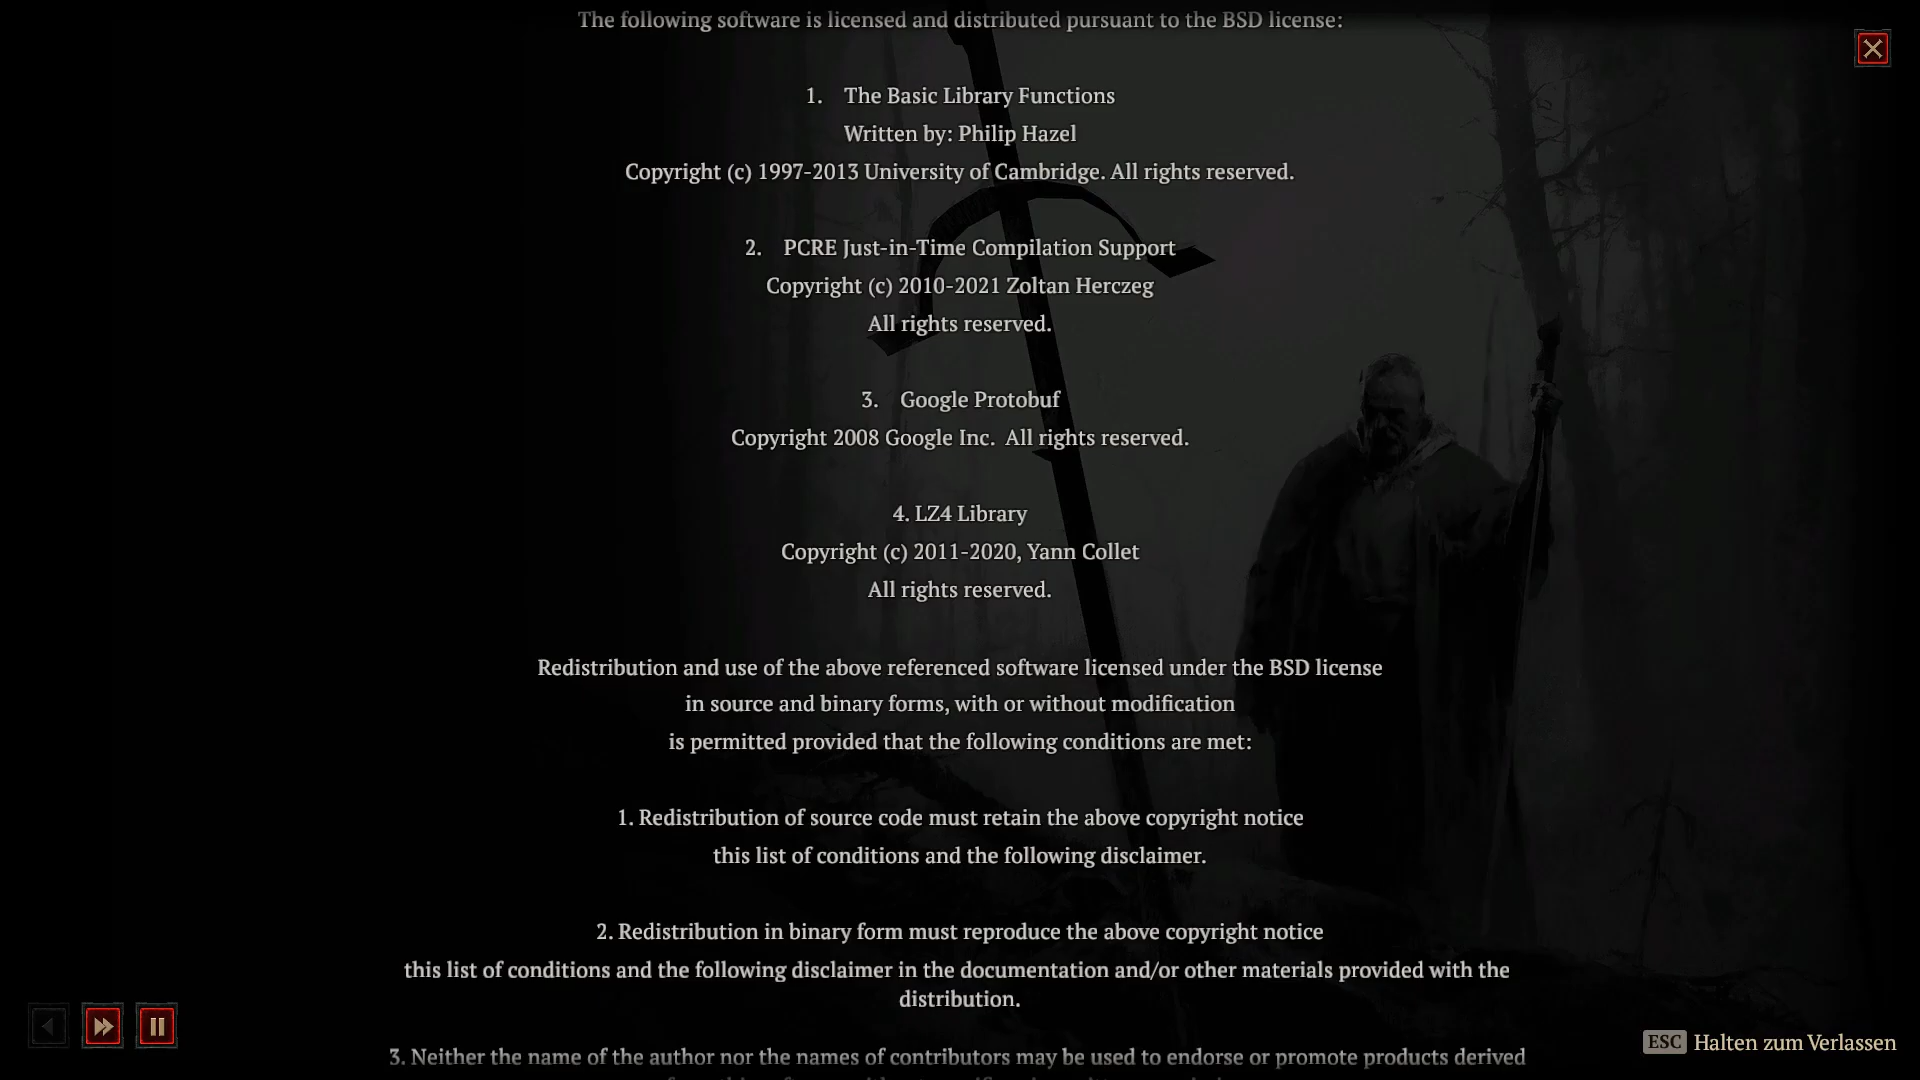 The following software is licensed and distributed pursuant to the BSD license:
1. The Basic Library Functions
Written by: Philip Hazel
Copyright (c) 1997-2013 University of Cambridge. All rights reserved.
2. PCRE Just-in-Time Compilation Support
Copyright (c) 2010-2021 Zoltan Herczeg
All rights reserved.
3. Google Protobuf
Copyright 2008 Google Inc. All rights reserved.
4. LZ4 Library
Copyright (c) 2011-2020, Yann Collet
All rights reserved.
Redistribution and use of the above referenced software licensed under the BSD license
in source and binary forms, with or without modification
is permitted provided that the following conditions are met:
1. Redistribution of source code must retain the above copyright notice
this list of conditions and the following disclaimer.
2. Redistribution in binary form must reproduce the above copyright notice
this list of conditions and the following disclaimer in the documentation and/or other materials provided with the
distribution.
3. Neither the name of the author nor the names of contributors may be used to endorse or promote products derived
ESC Halten zum Verlassen